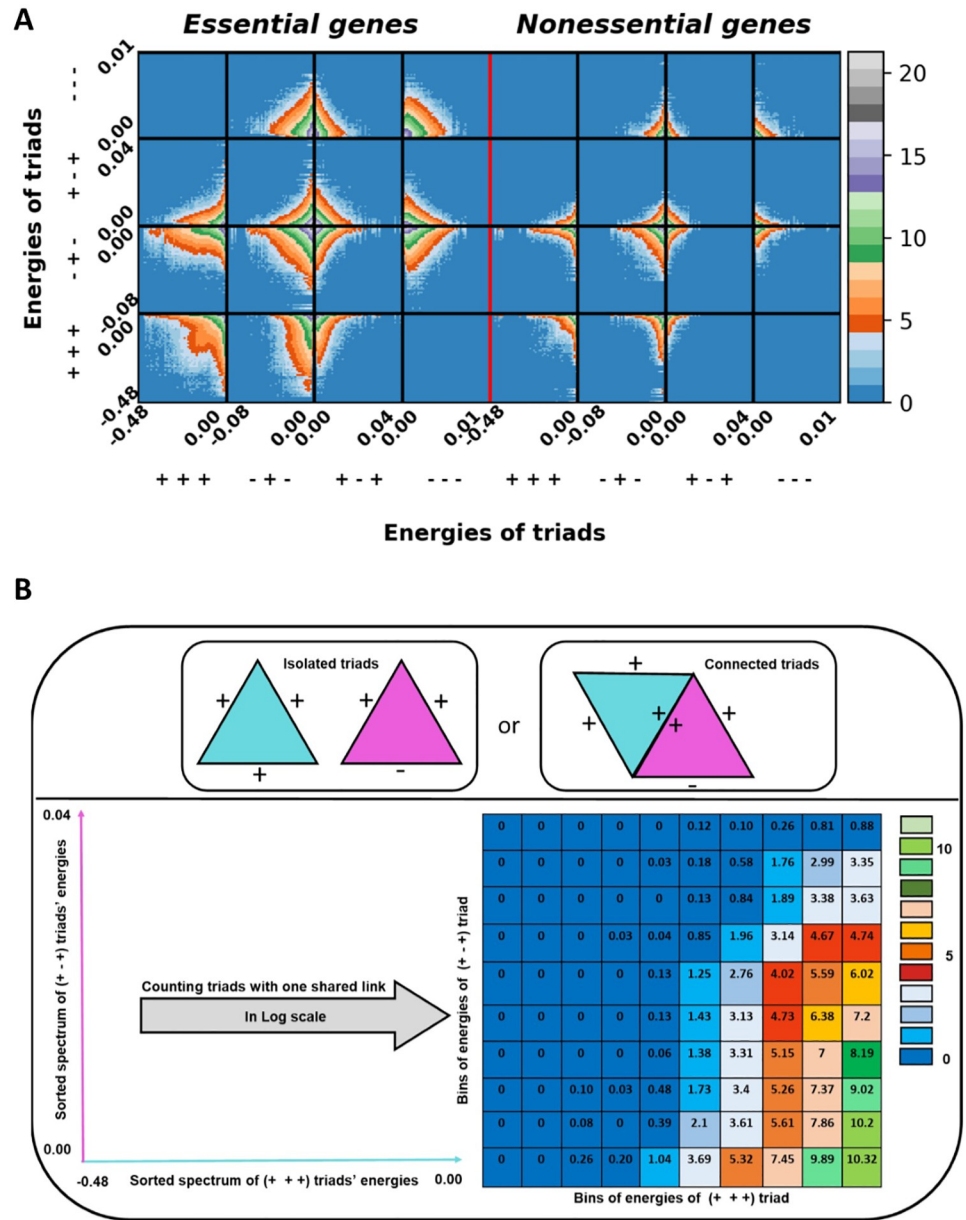 A
Essential genes Nonessential genes
Energies of triads
- - -
+ - +
- + -
+ + +
0.01
0.00
0.04
0.00
0.00
-0.08
0.00
-0.48
-0.48 0.00 -0.08 0.00 0.00 0.04 0.00 0.01 -0.48 0.00 -0.08 0.00 0.00 0.04 0.00 0.01
+ + + - + - + - + - - - + + + - + - + - + - - -
Energies of triads
20
15
10
5
0
B
Isolated triads
+ + +
+ + -
or
Connected triads
+
+ + + +
-
0.04
Sorted spectrum of (+ - +) triads' energies
0.00
-0.48 Sorted spectrum of (+ + +) triads' energies 0.00
Counting triads with one shared link
In Log scale
Bins of energies of (+ - +) triad
0 0 0 0 0 0.12 0.10 0.26 0.81 0.88
0 0 0 0 0.03 0.18 0.58 1.76 2.99 3.35
0 0 0 0 0 0.13 0.84 1.89 3.38 3.63
0 0 0 0.03 0.04 0.85 1.96 3.14 4.67 4.74
0 0 0 0 0.13 1.25 2.76 4.02 5.59 6.02
0 0 0 0 0.13 1.43 3.13 4.73 6.38 7.2
0 0 0 0 0.06 1.38 3.31 5.15 7 8.19
0 0 0.10 0.03 0.48 1.73 3.4 5.26 7.37 9.02
0 0 0.08 0 0.39 2.1 3.61 5.61 7.86 10.2
0 0 0.26 0.20 1.04 3.69 5.32 7.45 9.89 10.32
Bins of energies of (+ + +) triad
10
5
0